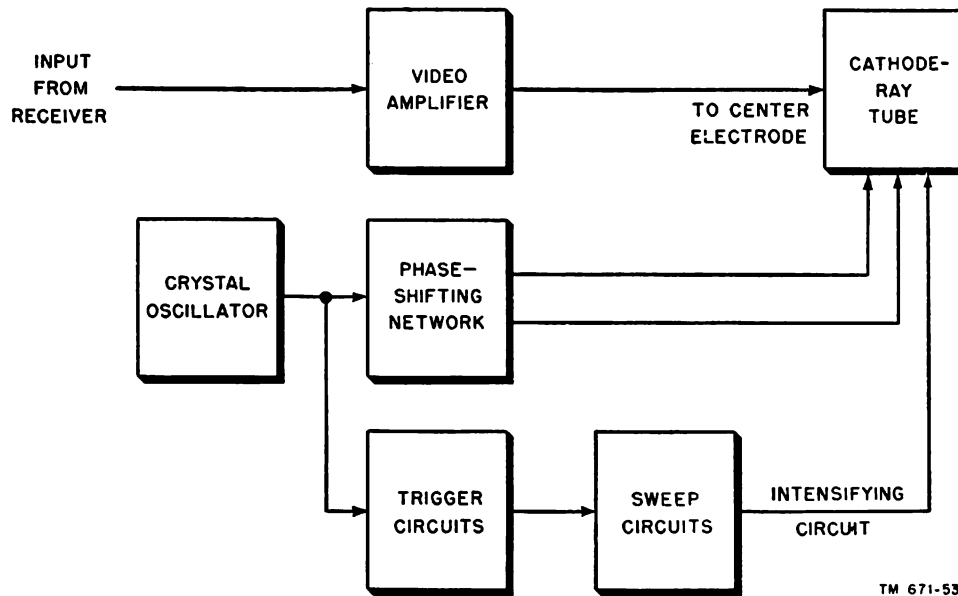 INPUT
FROM
RECEIVER
VIDEO
AMPLIFIER
TO CENTER
ELECTRODE
CATHODE-
RAY
TUBE
CRYSTAL
OSCILLATOR
PHASE-
SHIFTING
NETWORK
TRIGGER
CIRCUITS
SWEEP
CIRCUITS
INTENSIFYING
CIRCUIT
TM 671-53